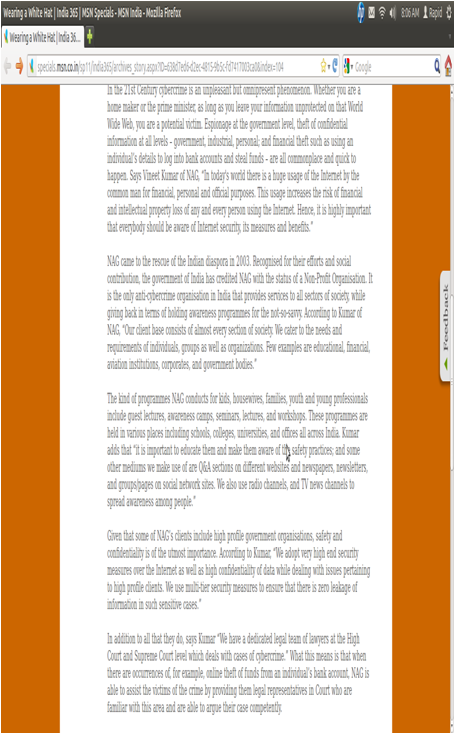 Wearing a White Hat | India 365 | MSN Specials - MSN India - Mozilla Firefox
8:06 AM Rapid
Wearing a White Hat | India 36...
Google
In the 21st Century cybercrime is an unpleasant but omnipresent phenomenon. Whether you are a
home maker or the prime minister, as long as you leave your information unprotected on that World
Wide Web, you are a potential victim. Espionage at the government level, theft of confidential
information at all levels – government, industrial, personal; and financial theft such as using an
individual's details to log into bank accounts and steal funds – are all commonplace and quick to
happen. Says Vineet Kumar of NAG, "In today's world there is a huge usage of the Internet by the
common man for financial, personal and official purposes. This usage increases the risk of financial
and intellectual property loss of any and every person using the Internet. Hence, it is highly important
that everybody should be aware of Internet security, its measures and benefits."
NAG came to the rescue of the Indian diaspora in 2003. Recognised for their efforts and social
contribution, the government of India has credited NAG with the status of a Non-Profit Organisation. It
is the only anti-cybercrime organisation in India that provides services to all sectors of society, while
giving back in terms of holding awareness programmes for the not-so-savvy. According to Kumar of
NAG, "Our client base consists of almost every section of society. We cater to the needs and
requirements of individuals, groups as well as organizations. Few examples are educational, financial,
aviation institutions, corporates, and government bodies."
Feedback
The kind of programmes NAG conducts for kids, housewives, families, youth and young professionals
include guest lectures, awareness camps, seminars, lectures, and workshops. These programmes are
held in various places including schools, colleges, universities, and offices all across India. Kumar
adds that "it is important to educate them and make them aware of the safety practices; and some
other mediums we make use of are Q&A sections on different websites and newspapers, newsletters,
and groups/pages on social network sites. We also use radio channels, and TV news channels to
spread awareness among people."
Given that some of NAG's clients include high profile government organisations, safety and
confidentiality is of the utmost importance. According to Kumar, "We adopt very high end security
measures over the Internet as well as high confidentiality of data while dealing with issues pertaining
to high profile clients. We use multi-tier security measures to ensure that there is zero leakage of
information in such sensitive cases."
In addition to all that they do, says Kumar "We have a dedicated legal team of lawyers at the High
Court and Supreme Court level which deals with cases of cybercrime." What this means is that when
there are occurrences of, for example, online theft of funds from an individual's bank account, NAG is
able to assist the victims of the crime by providing them legal representatives in Court who are
familiar with this area and are able to argue their case competently.